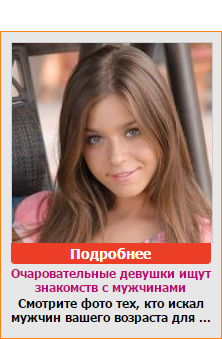 Подробнее
Очаровательные девушки ищут
знакомств с мужчинами
Смотрите фото тех, кто искал
мужчин вашего возраста для ...